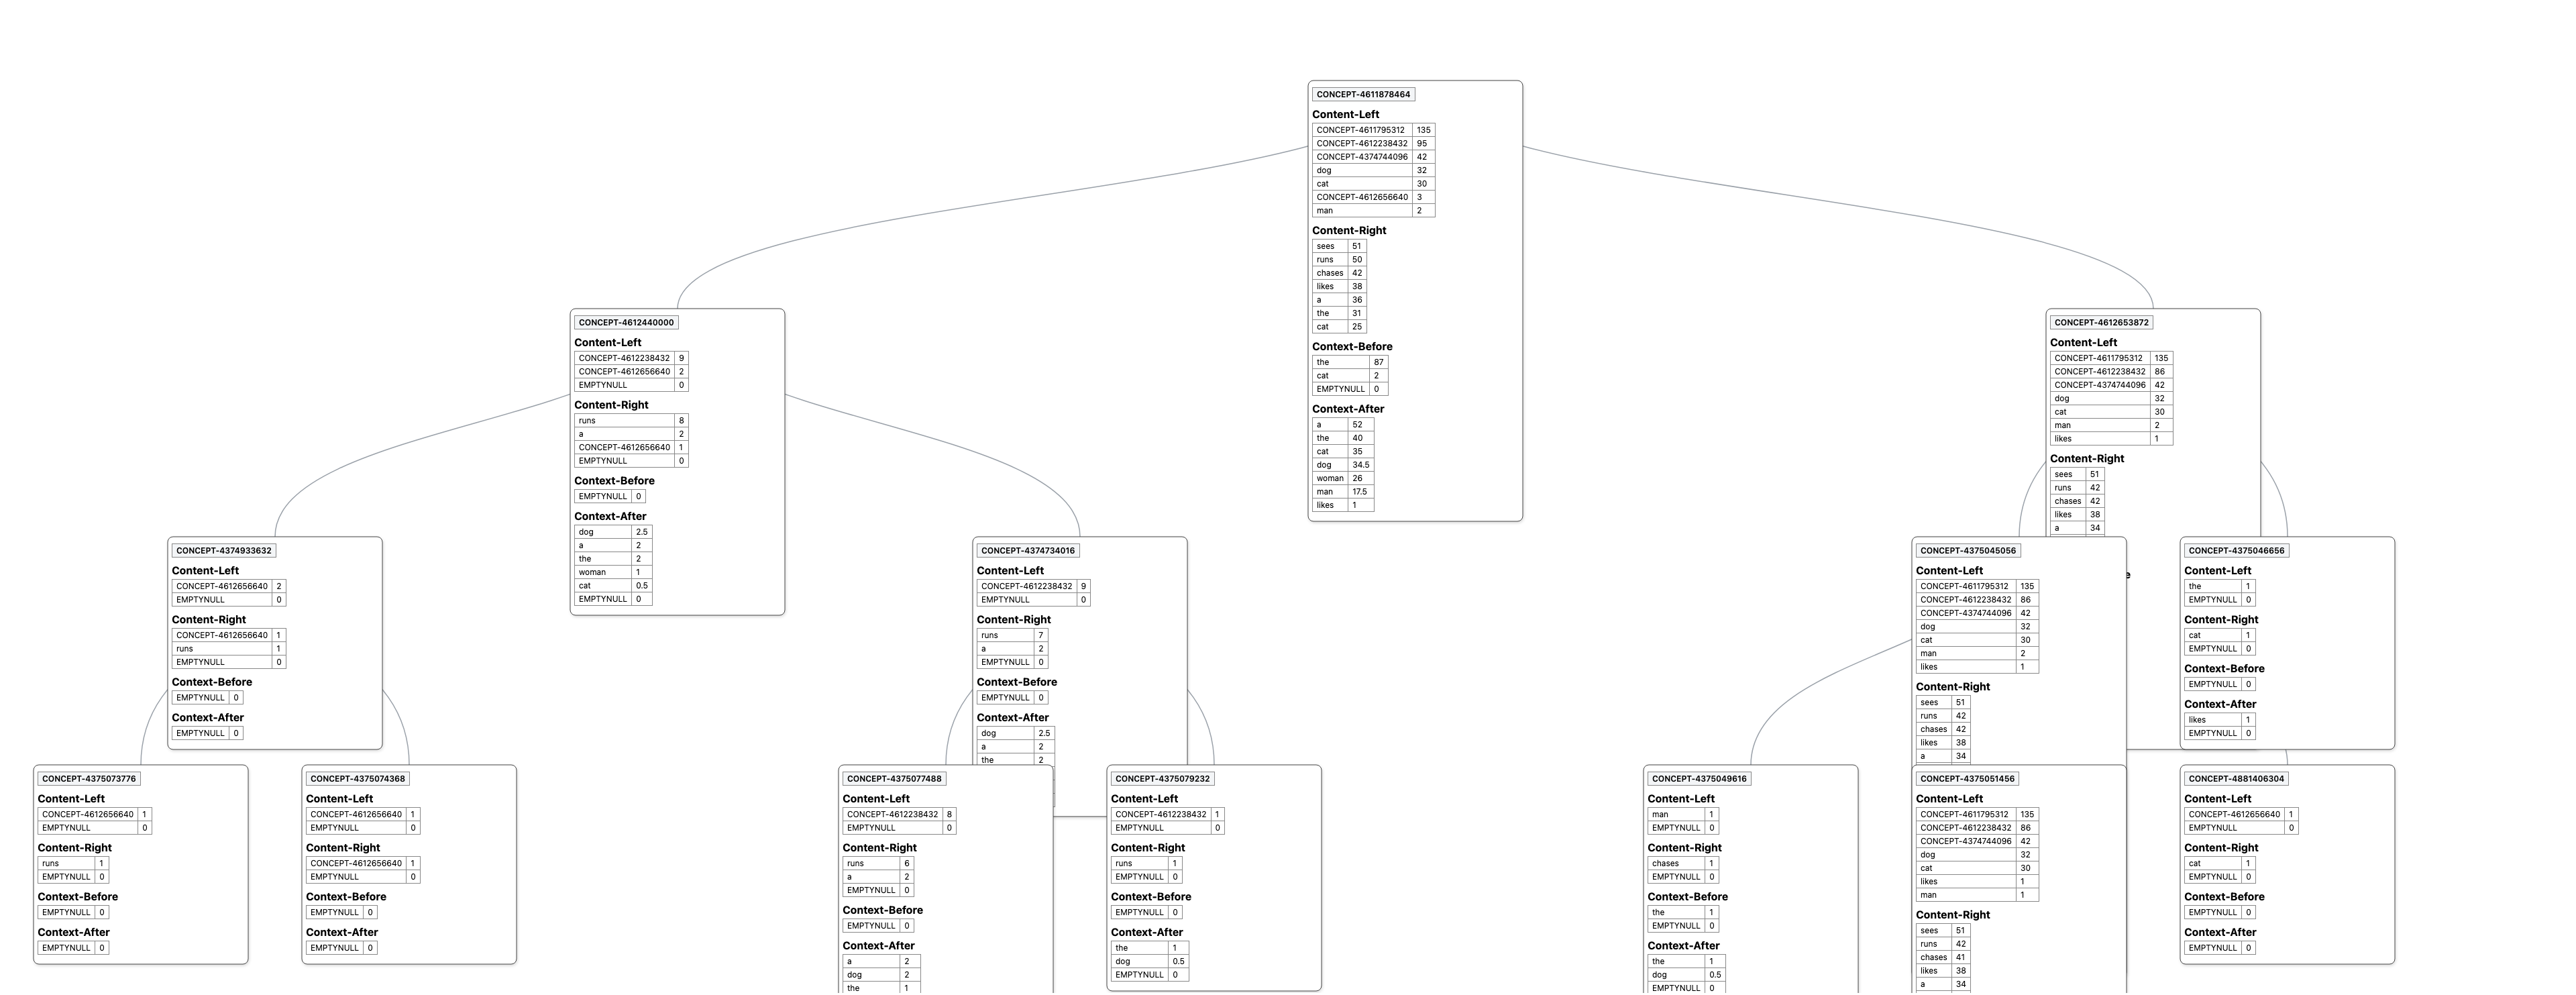 CONCEPT-4611878464
Content-Left
CONCEPT-4611795312 135
CONCEPT-4612238432 95
CONCEPT-4374744096 42
dog 32
cat 30
CONCEPT-4612656640 3
man 2
Content-Right
sees 51
runs 50
chases 42
likes 38
a 36
the 31
cat 25
Context-Before
the 87
cat 2
EMPTYNULL 0
Context-After
a 52
the 40
cat 35
dog 34.5
woman 26
man 17.5
likes 1
CONCEPT-4612440000
Content-Left
CONCEPT-4612238432 9
CONCEPT-4612656640 2
EMPTYNULL 0
Content-Right
runs 8
a 2
CONCEPT-4612656640 1
EMPTYNULL 0
Context-Before
EMPTYNULL 0
Context-After
dog 2.5
a 2
the 2
woman 1
cat 0.5
EMPTYNULL 0
CONCEPT-4612653872
Content-Left
CONCEPT-4611795312 135
CONCEPT-4612238432 86
CONCEPT-4374744096 42
dog 32
cat 30
man 2
likes 1
Content-Right
sees 51
runs 42
chases 42
likes 38
a 34
CONCEPT-4374933632
Content-Left
CONCEPT-4612656640 2
EMPTYNULL 0
Content-Right
CONCEPT-4612656640 1
runs 1
EMPTYNULL 0
Context-Before
EMPTYNULL 0
Context-After
EMPTYNULL 0
CONCEPT-4374734016
Content-Left
CONCEPT-4612238432 9
EMPTYNULL 0
Content-Right
runs 7
a 2
EMPTYNULL 0
Context-Before
EMPTYNULL 0
Context-After
dog 2.5
a 2
the 2
CONCEPT-4375045056
Content-Left
CONCEPT-4611795312 135
CONCEPT-4612238432 86
CONCEPT-4374744096 42
dog 32
cat 30
man 2
likes 1
Content-Right
sees 51
runs 42
chases 42
likes 38
a 34
CONCEPT-4375046656
Content-Left
the 1
EMPTYNULL 0
Content-Right
cat 1
EMPTYNULL 0
Context-Before
EMPTYNULL 0
Context-After
likes 1
EMPTYNULL 0
CONCEPT-4375073776
Content-Left
CONCEPT-4612656640 1
EMPTYNULL 0
Content-Right
runs 1
EMPTYNULL 0
Context-Before
EMPTYNULL 0
Context-After
EMPTYNULL 0
CONCEPT-4375074368
Content-Left
CONCEPT-4612656640 1
EMPTYNULL 0
Content-Right
CONCEPT-4612656640 1
EMPTYNULL 0
Context-Before
EMPTYNULL 0
Context-After
EMPTYNULL 0
CONCEPT-4375077488
Content-Left
CONCEPT-4612238432 8
EMPTYNULL 0
Content-Right
runs 6
a 2
EMPTYNULL 0
Context-Before
EMPTYNULL 0
Context-After
a 2
dog 2
the 1
CONCEPT-4375079232
Content-Left
CONCEPT-4612238432 1
EMPTYNULL 0
Content-Right
runs 1
EMPTYNULL 0
Context-Before
EMPTYNULL 0
Context-After
the 1
dog 0.5
EMPTYNULL 0
CONCEPT-4375049616
Content-Left
man 1
EMPTYNULL 0
Content-Right
chases 1
EMPTYNULL 0
Context-Before
the 1
EMPTYNULL 0
Context-After
the 1
dog 0.5
EMPTYNULL 0
CONCEPT-4375051456
Content-Left
CONCEPT-4611795312 135
CONCEPT-4612238432 86
CONCEPT-4374744096 42
dog 32
cat 30
likes 1
man 1
Content-Right
sees 51
runs 42
chases 41
likes 38
a 34
CONCEPT-4881406304
Content-Left
CONCEPT-4612656640 1
EMPTYNULL 0
Content-Right
cat 1
EMPTYNULL 0
Context-Before
EMPTYNULL 0
Context-After
EMPTYNULL 0